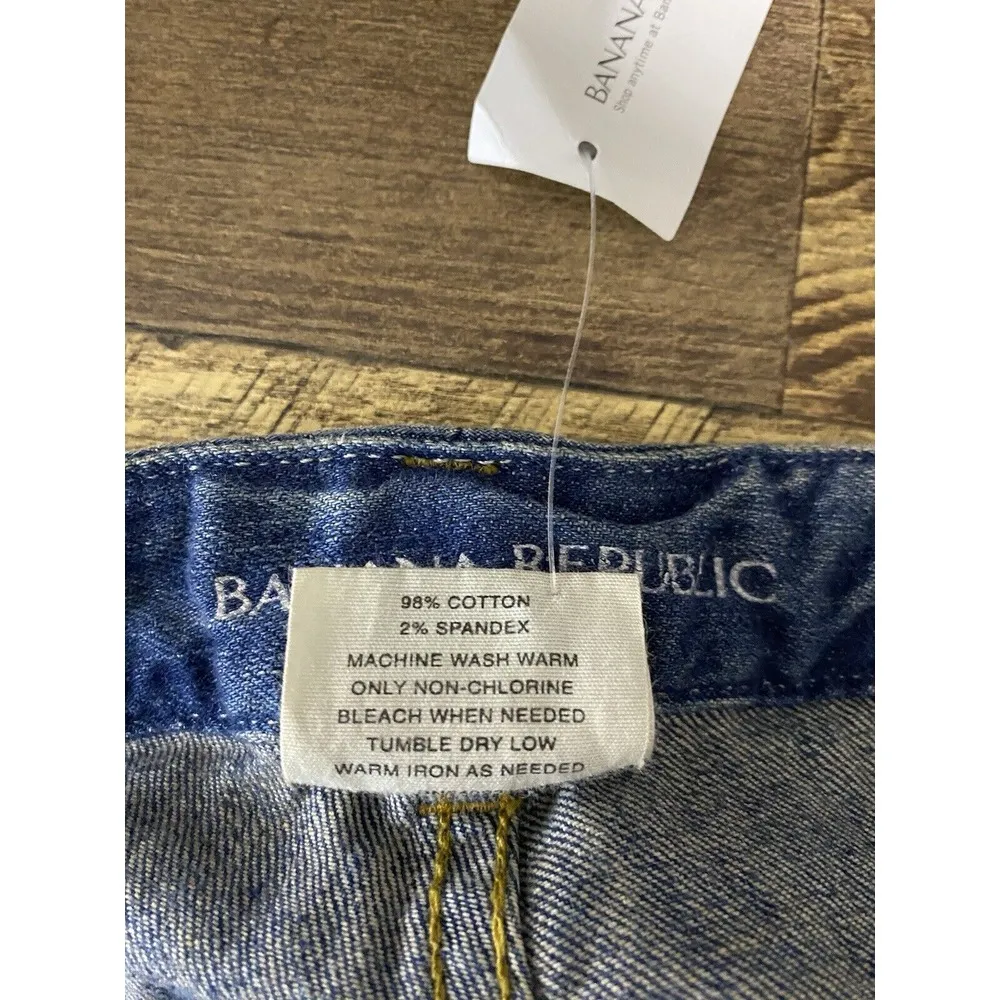 BANANA
Shop anytime at Ban
BANANA REPUBLIC
98% COTTON
2% SPANDEX
MACHINE WASH WARM
ONLY NON-CHLORINE
BLEACH WHEN NEEDED
TUMBLE DRY LOW
WARM IRON AS NEEDED